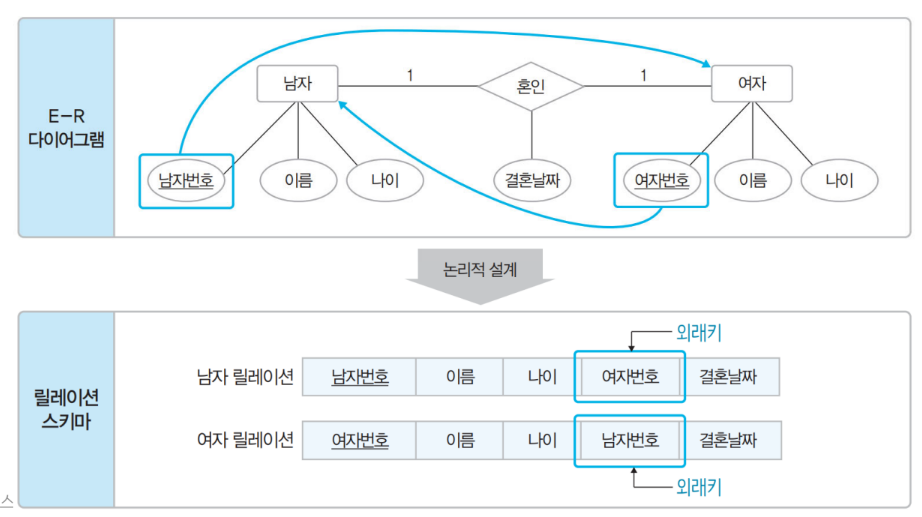 E-R
다이어그램
남자 1 혼인 1 여자
남자번호 이름 나이 결혼날짜 여자번호 이름 나이
논리적 설계
릴레이션
스키마
외래키
남자 릴레이션 남자번호 이름 나이 여자번호 결혼날짜
여자 릴레이션 여자번호 이름 나이 남자번호 결혼날짜
외래키
스